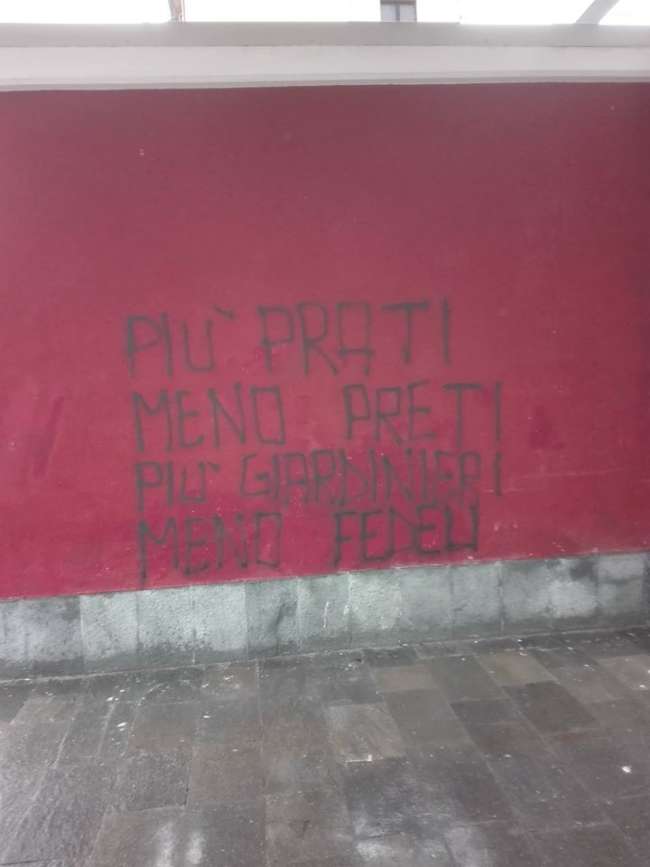 PIU` PRATI
MENO PRETI
PIU` GIARDINIERI
MENO FEDELI